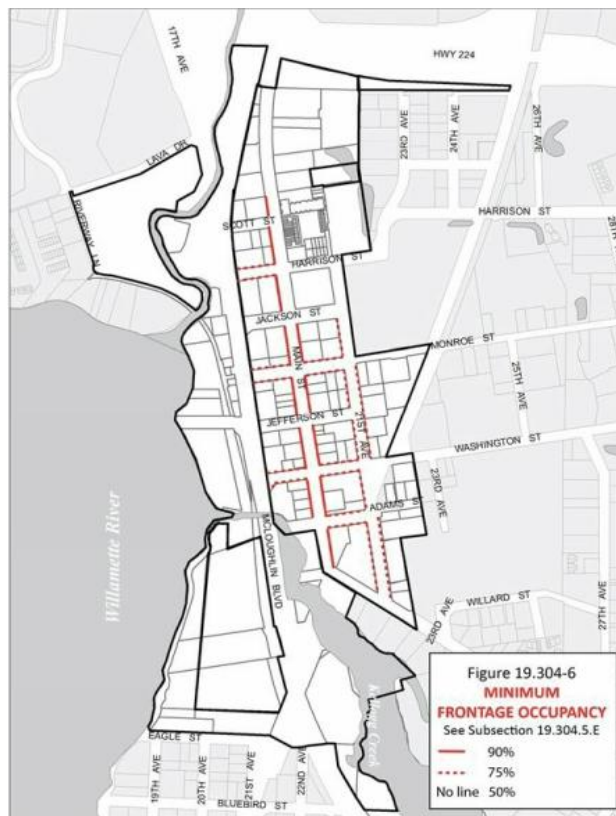 17TH AVE
HWY 224
LAVA DR
23RD AVE
24TH AVE
26TH AVE
RIVERWAY LN
SCOTT ST
HARRISON ST
28TH AVE
HARRISON ST
JACKSON ST
MAIN ST
MONROE ST
25TH AVE
JEFFERSON ST
21ST AVE
WASHINGTON ST
Willamette River
ADAMS ST
23RD AVE
MCLOUGHLIN BLVD
WILLARD ST
23RD AVE
27TH AVE
Kellogg Creek
EAGLE ST
19TH AVE
20TH AVE
21ST AVE
22ND AVE
BLUEBIRD ST
Figure 19.304-6
MINIMUM
FRONTAGE OCCUPANCY
See Subsection 19.304.5.E
90%
75%
No line 50%